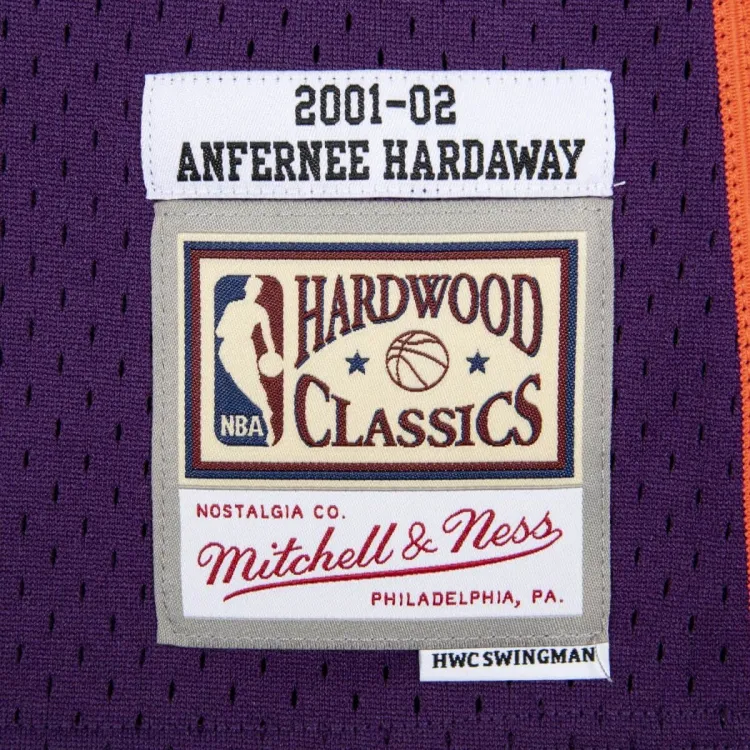 2001-02
ANFERNEE HARDAWAY
HARDWOOD
CLASSICS
NBA
NOSTALGIA CO.
Mitchell & Ness
PHILADELPHIA, PA.
HWC SWINGMAN